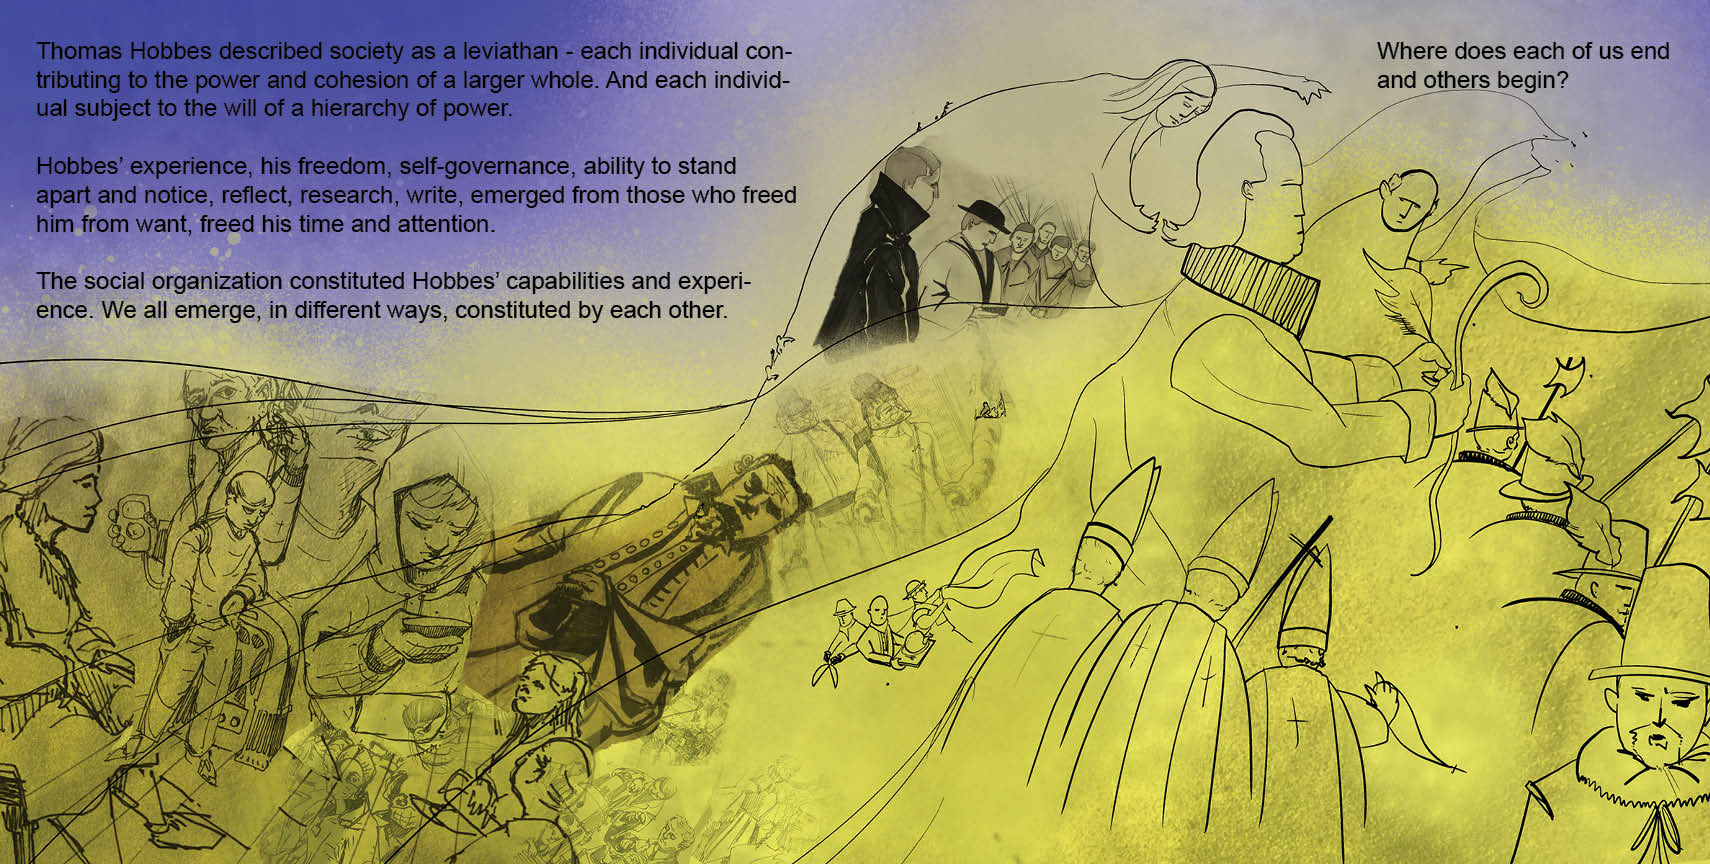 Thomas Hobbes described society as a leviathan - each individual con-
tributing to the power and cohesion of a larger whole. And each individ-
ual subject to the will of a hierarchy of power.
Hobbes’ experience, his freedom, self-governance, ability to stand
apart and notice, reflect, research, write, emerged from those who freed
him from want, freed his time and attention.
The social organization constituted Hobbes’ capabilities and experi-
ence. We all emerge, in different ways, constituted by each other.
Where does each of us end
and others begin?